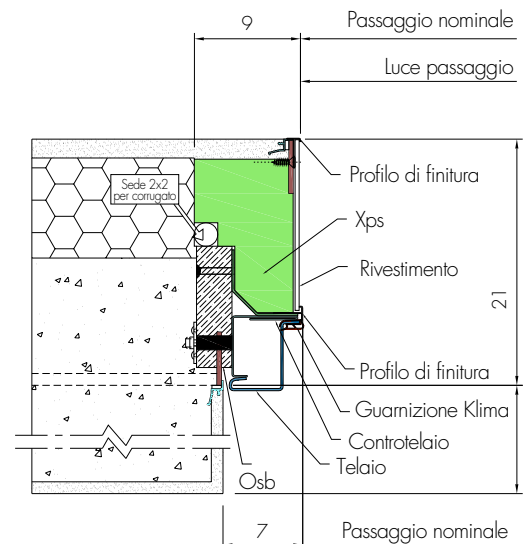 9
Passaggio nominale
Luce passaggio
Profilo di finitura
Sede 2x2
per corrugato
Xps
Rivestimento
21
Profilo di finitura
Guarnizione Klima
Controtelaio
Telaio
Osb
7
Passaggio nominale